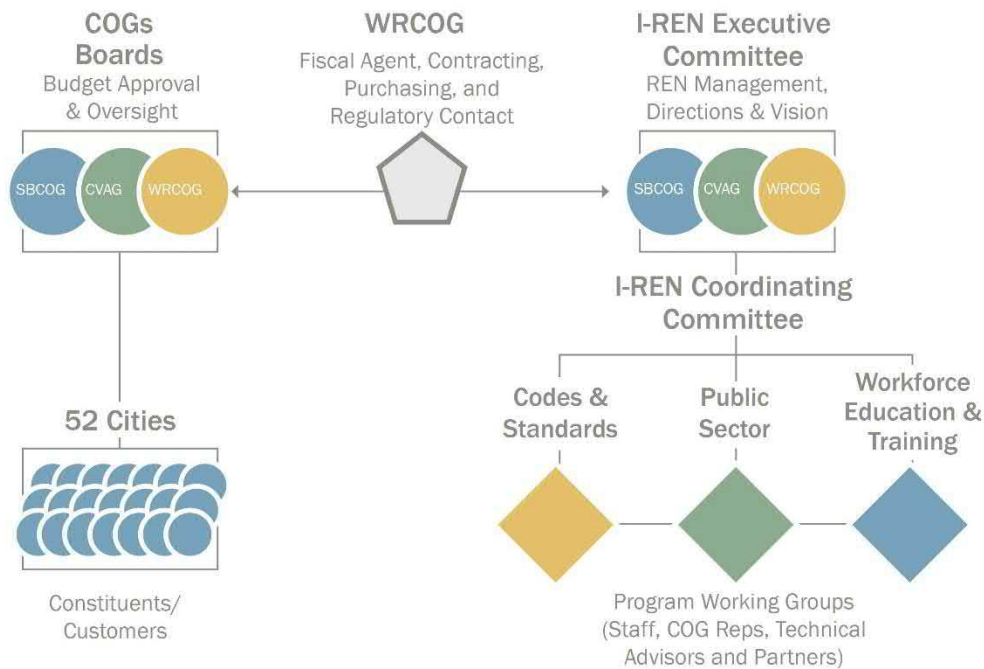 COGs
Boards
Budget Approval
& Oversight
SBCOG
CVAG
WRCOG
WRCOG
Fiscal Agent, Contracting,
Purchasing, and
Regulatory Contact
I-REN Executive
Committee
REN Management,
Directions & Vision
SBCOG
CVAG
WRCOG
I-REN Coordinating
Committee
52 Cities
Constituents/
Customers
Codes &
Standards
Public
Sector
Workforce
Education &
Training
Program Working Groups
(Staff, COG Reps, Technical
Advisors and Partners)